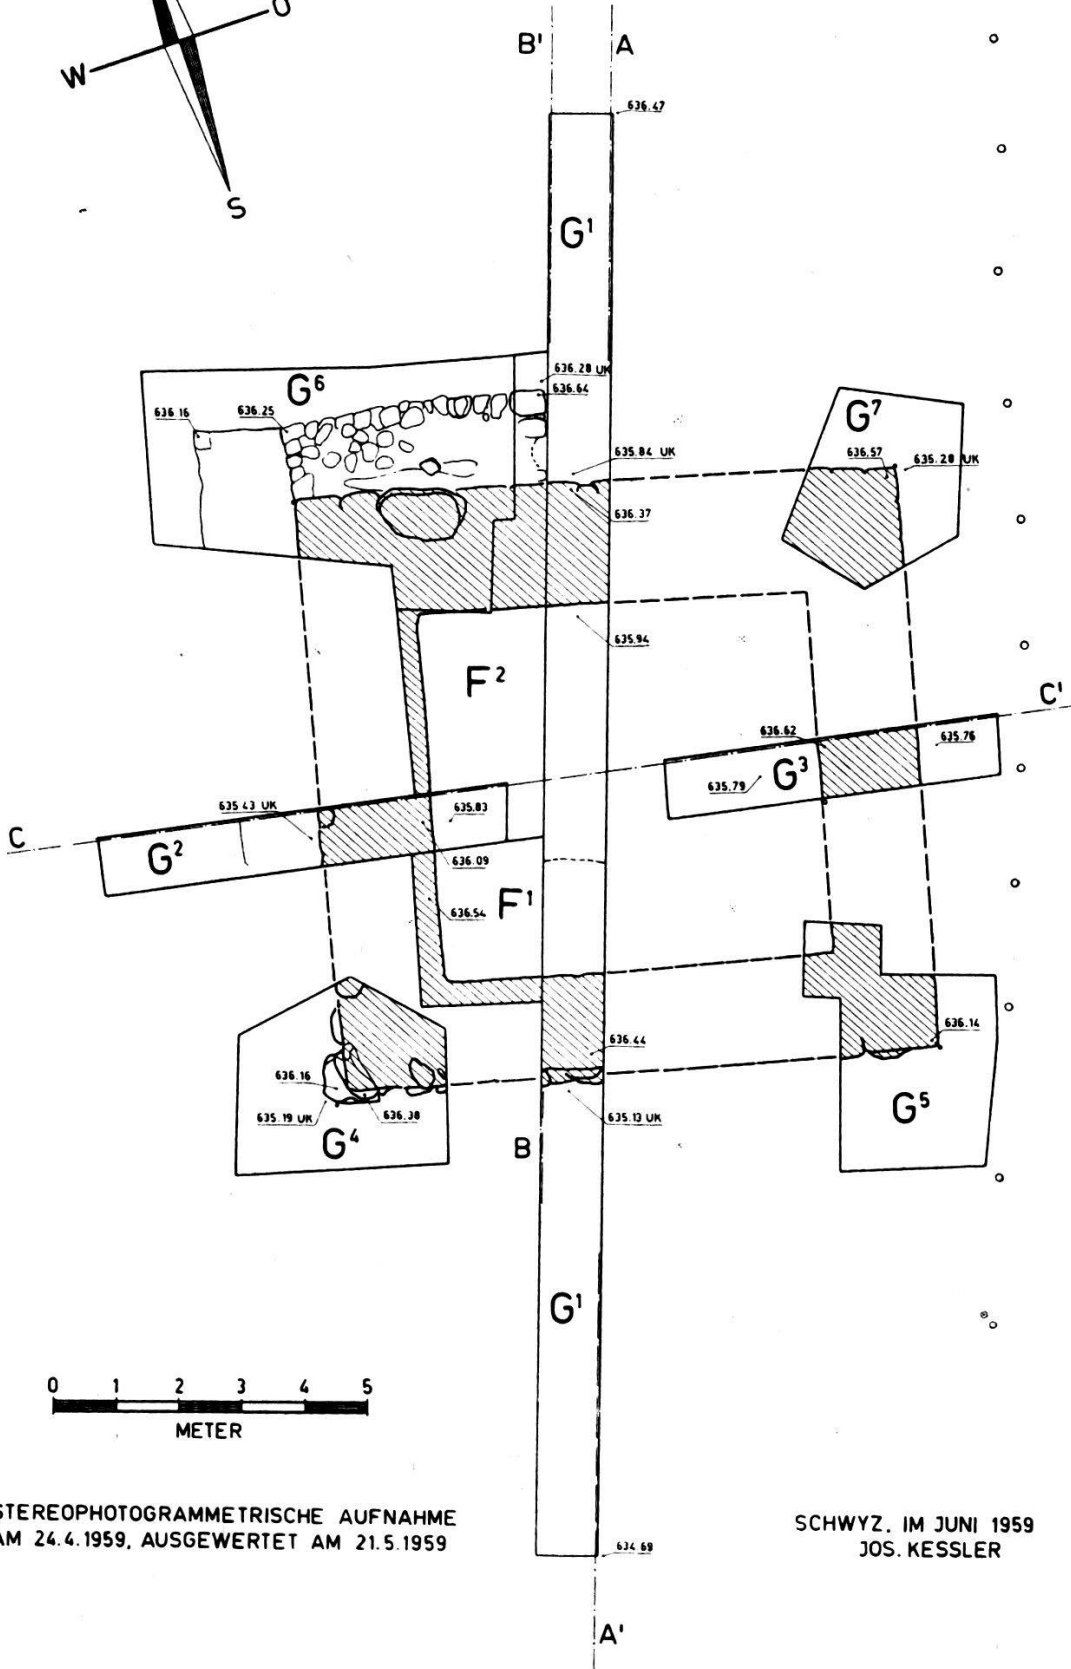 O
W
S
B' A
636.47
G¹
G⁶
636.28 UK
636.64
636.16
636.25
G⁷
636.57
635.28 UK
635.84 UK
636.37
635.94
F²
C'
636.62
635.76
G³
635.79
635.43 UK
635.83
C
G²
636.09
F¹
636.54
636.14
636.44
636.16
635.19 UK
636.38
635.13 UK
G⁴
G⁵
B
G¹
0 1 2 3 4 5
METER
STEREOPHOTOGRAMMETRISCHE AUFNAHME
AM 24.4.1959, AUSGEWERTET AM 21.5.1959
SCHWYZ, IM JUNI 1959
JOS. KESSLER
634.69
A'